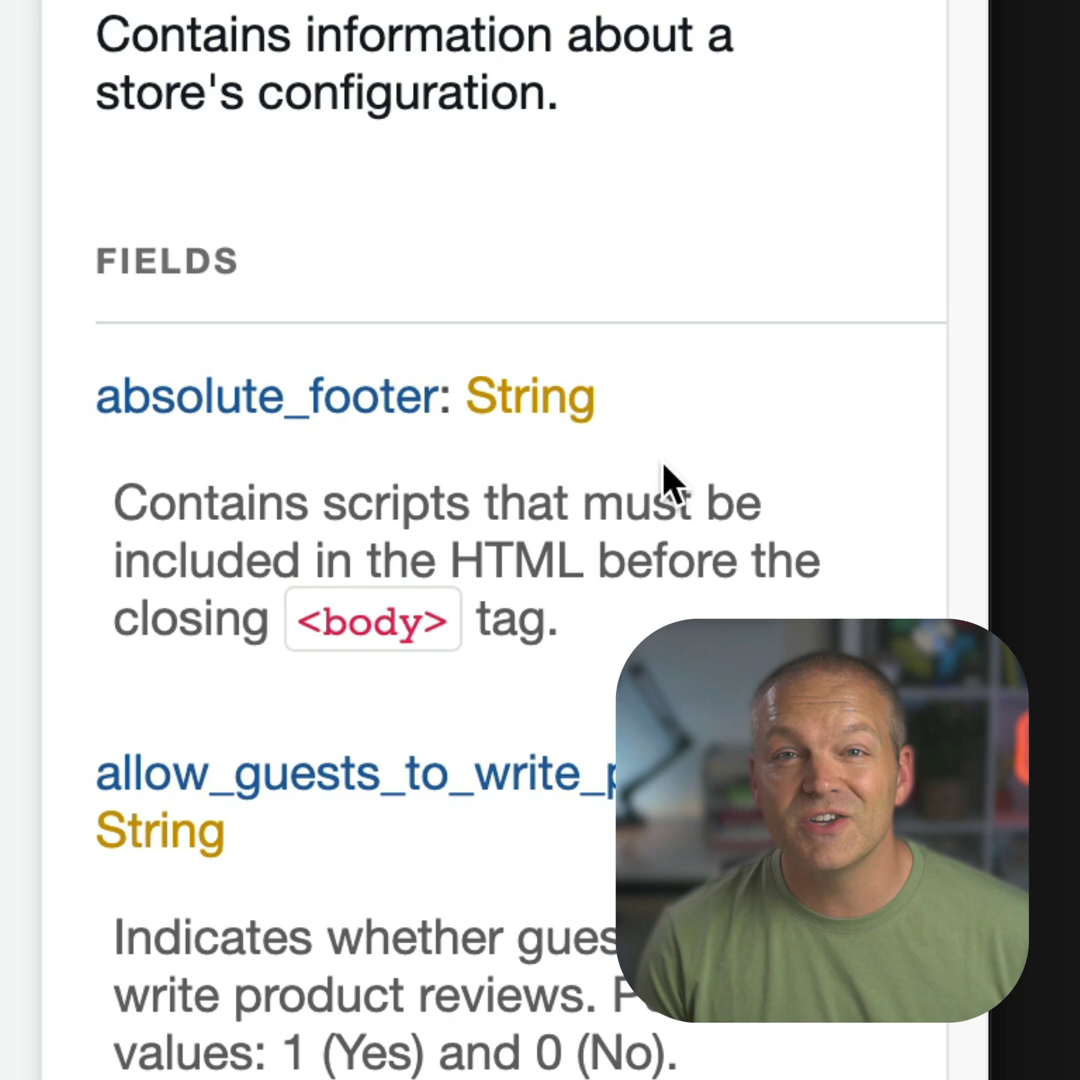 Contains information about a
store's configuration.
FIELDS
absolute_footer: String
Contains scripts that must be
included in the HTML before the
closing <body> tag.
allow_guests_to_write_
String
Indicates whether
write product reviews.
values: 1 (Yes) and 0 (No).